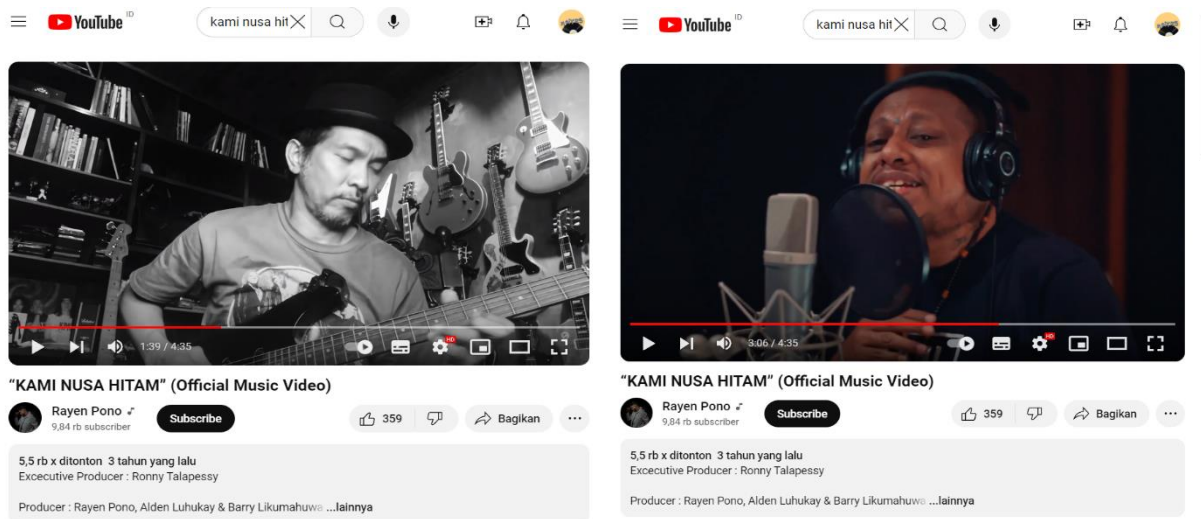 YouTube ID
kami nusa hit
1:39 / 4:35
HD
"KAMI NUSA HITAM" (Official Music Video)
Rayen Pono
9,84 rb subscriber
Subscribe
359
Bagikan
5,5 rb x ditonton 3 tahun yang lalu
Excecutive Producer : Ronny Talapessy
Producer : Rayen Pono, Alden Luhukay & Barry Likumahuwa ...lainnya
YouTube ID
kami nusa hit
3:06 / 4:35
HD
"KAMI NUSA HITAM" (Official Music Video)
Rayen Pono
9,84 rb subscriber
Subscribe
359
Bagikan
5,5 rb x ditonton 3 tahun yang lalu
Excecutive Producer : Ronny Talapessy
Producer : Rayen Pono, Alden Luhukay & Barry Likumahuwa ...lainnya